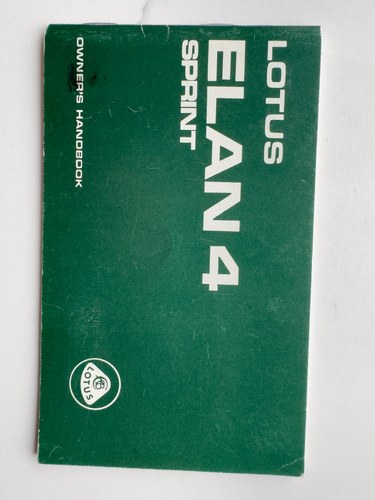 LOTUS
ELAN 4
SPRINT
OWNER'S HANDBOOK
LOTUS